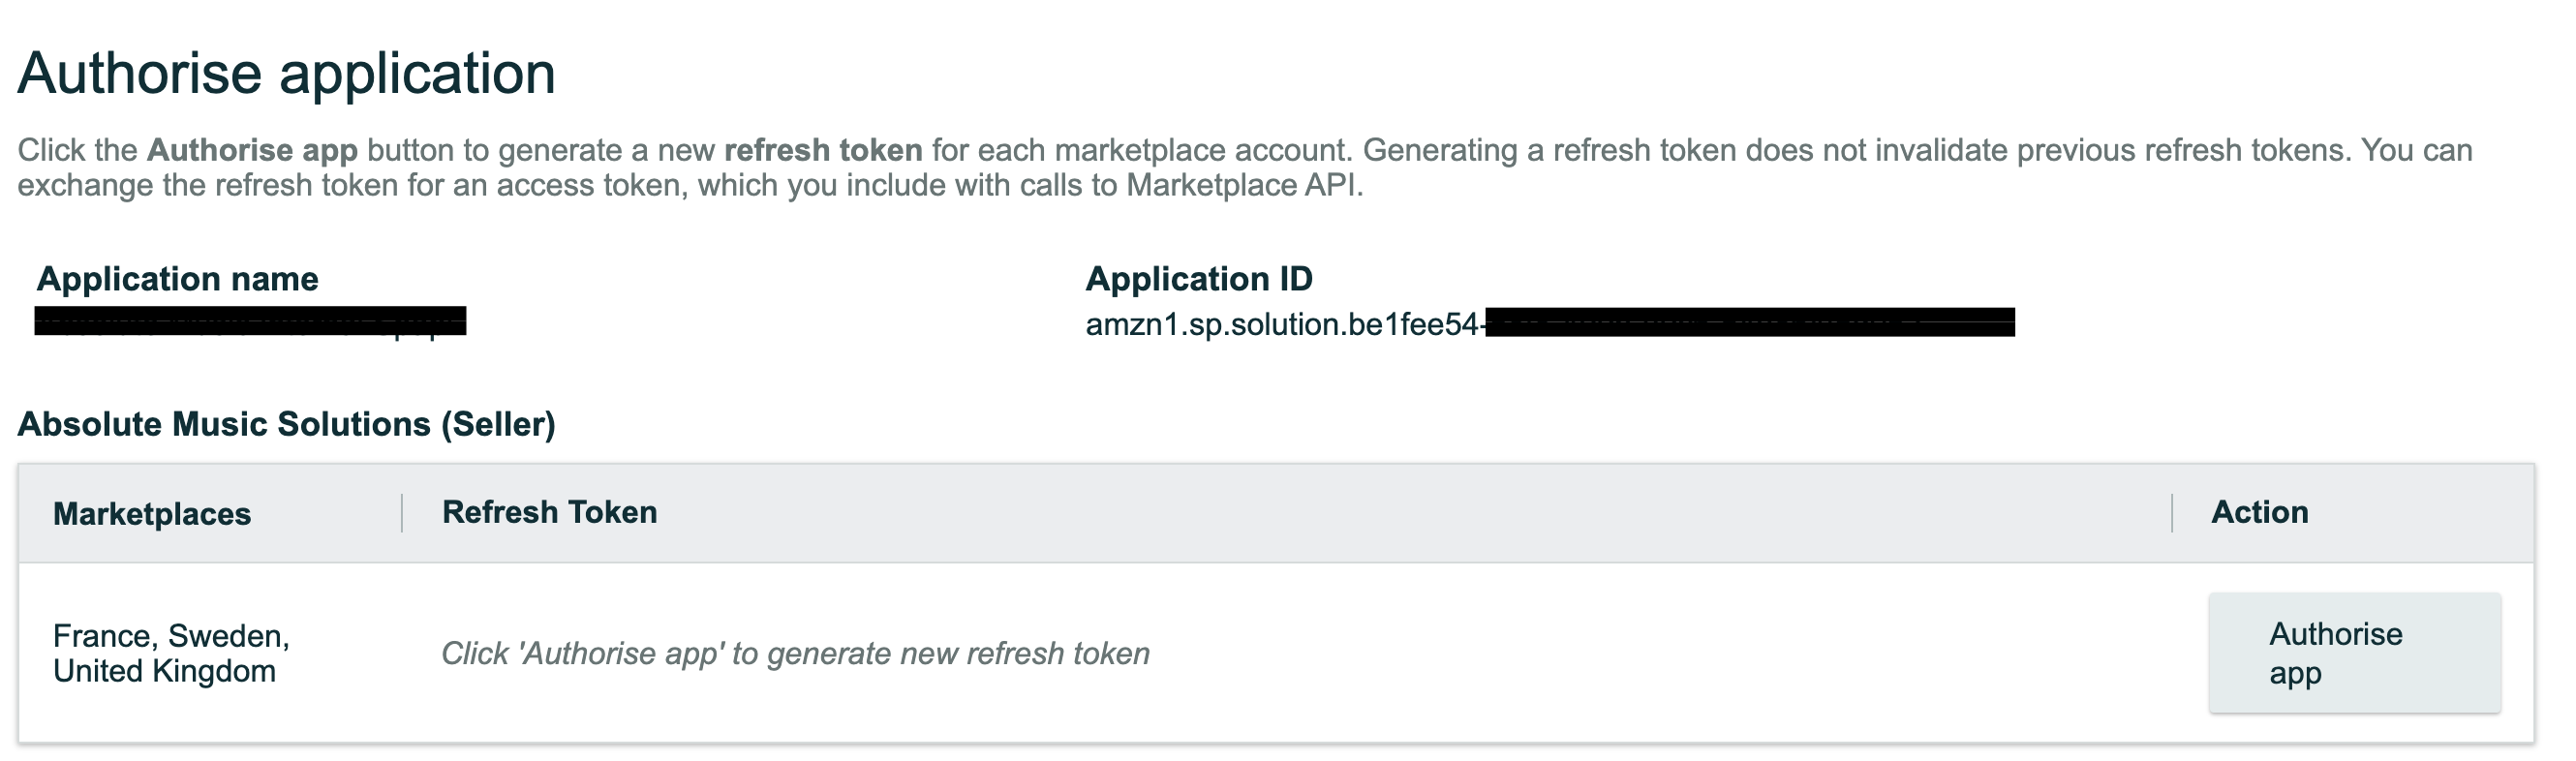 Authorise application
Click the Authorise app button to generate a new refresh token for each marketplace account. Generating a refresh token does not invalidate previous refresh tokens. You can
exchange the refresh token for an access token, which you include with calls to Marketplace API.
Application name
Application ID
amzn1.sp.solution.be1fee54-
Absolute Music Solutions (Seller)
Marketplaces
Refresh Token
Action
France, Sweden,
United Kingdom
Click 'Authorise app' to generate new refresh token
Authorise
app